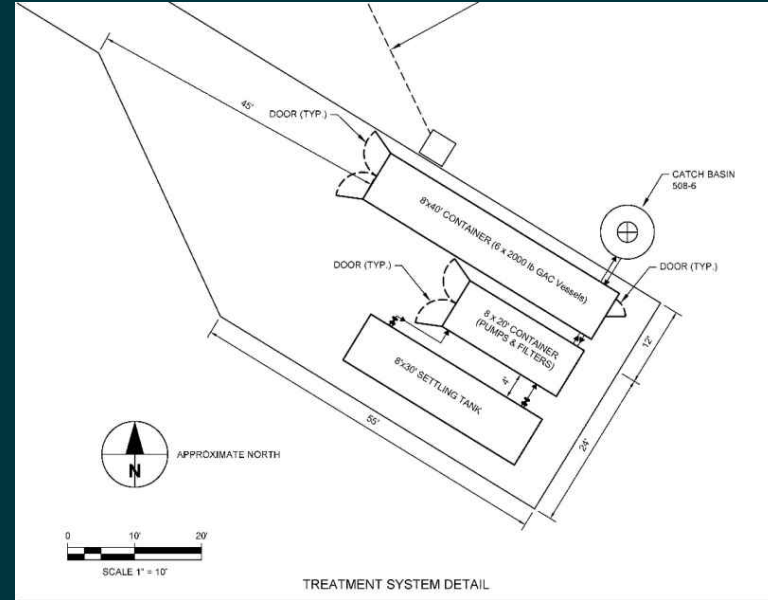 45'
DOOR (TYP.)
CATCH BASIN
508-6
8'x40' CONTAINER (6 x 2000 lb GAC Vessels)
DOOR (TYP.)
DOOR (TYP.)
8 x 20' CONTAINER
(PUMPS & FILTERS)
12'
4'
8'x30' SETTLING TANK
55'
24'
N
APPROXIMATE NORTH
0 10' 20'
SCALE 1" = 10'
TREATMENT SYSTEM DETAIL